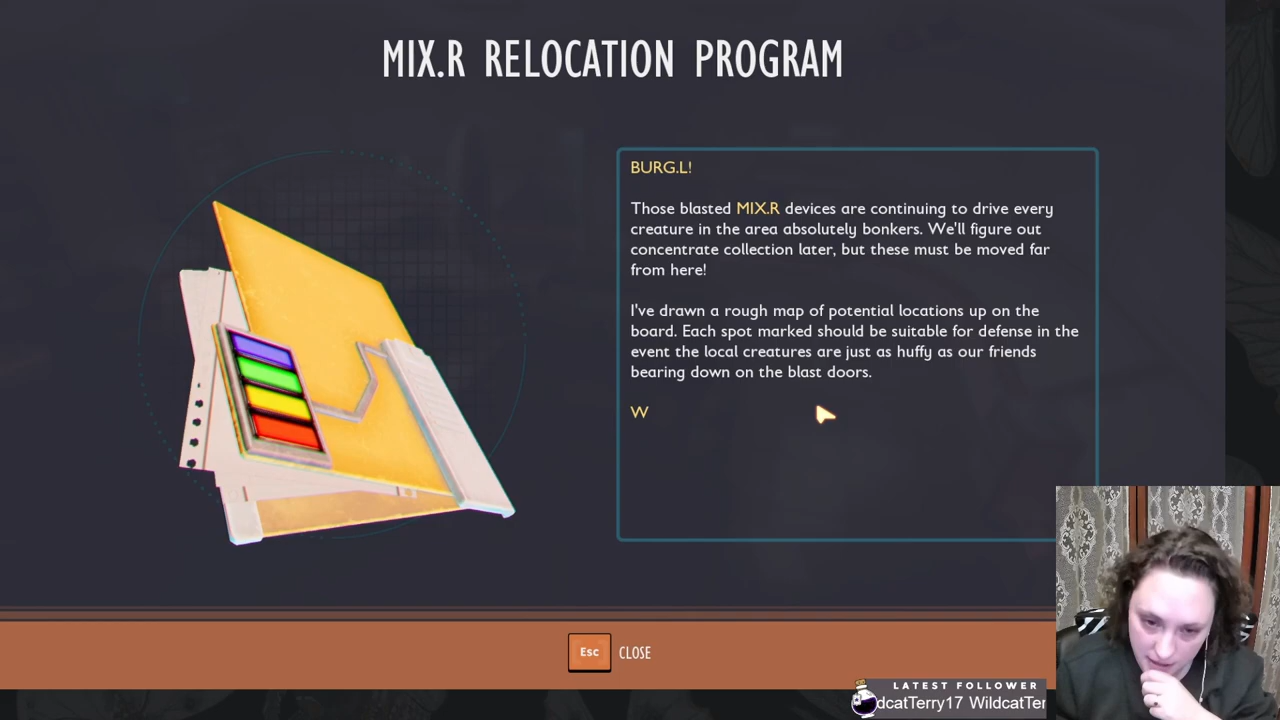 MIX.R RELOCATION PROGRAM
BURG.L!
Those blasted MIX.R devices are continuing to drive every
creature in the area absolutely bonkers. We'll figure out
concentrate collection later, but these must be moved far
from here!
I've drawn a rough map of potential locations up on the
board. Each spot marked should be suitable for defense in the
event the local creatures are just as huffy as our friends
bearing down on the blast doors.
W
Esc CLOSE
LATEST FOLLOWER
dcatTerry17 WildcatTer